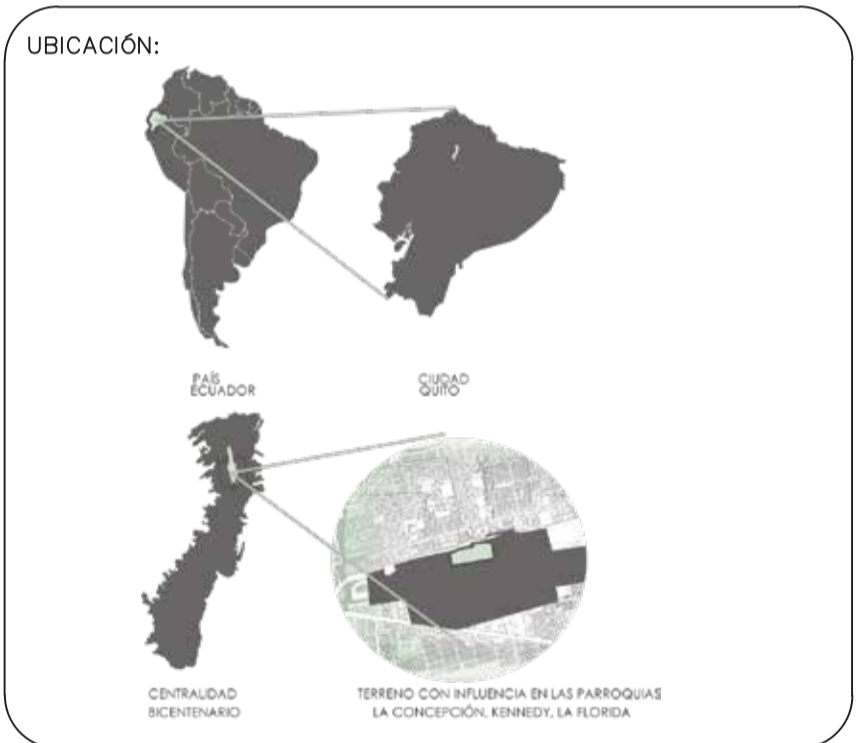 UBICACIÓN:
PAÍS
ECUADOR
CIUDAD
QUITO
CENTRALIDAD
BICENTENARIO
TERRENO CON INFLUENCIA EN LAS PARROQUIAS
LA CONCEPCIÓN, KENNEDY, LA FLORIDA